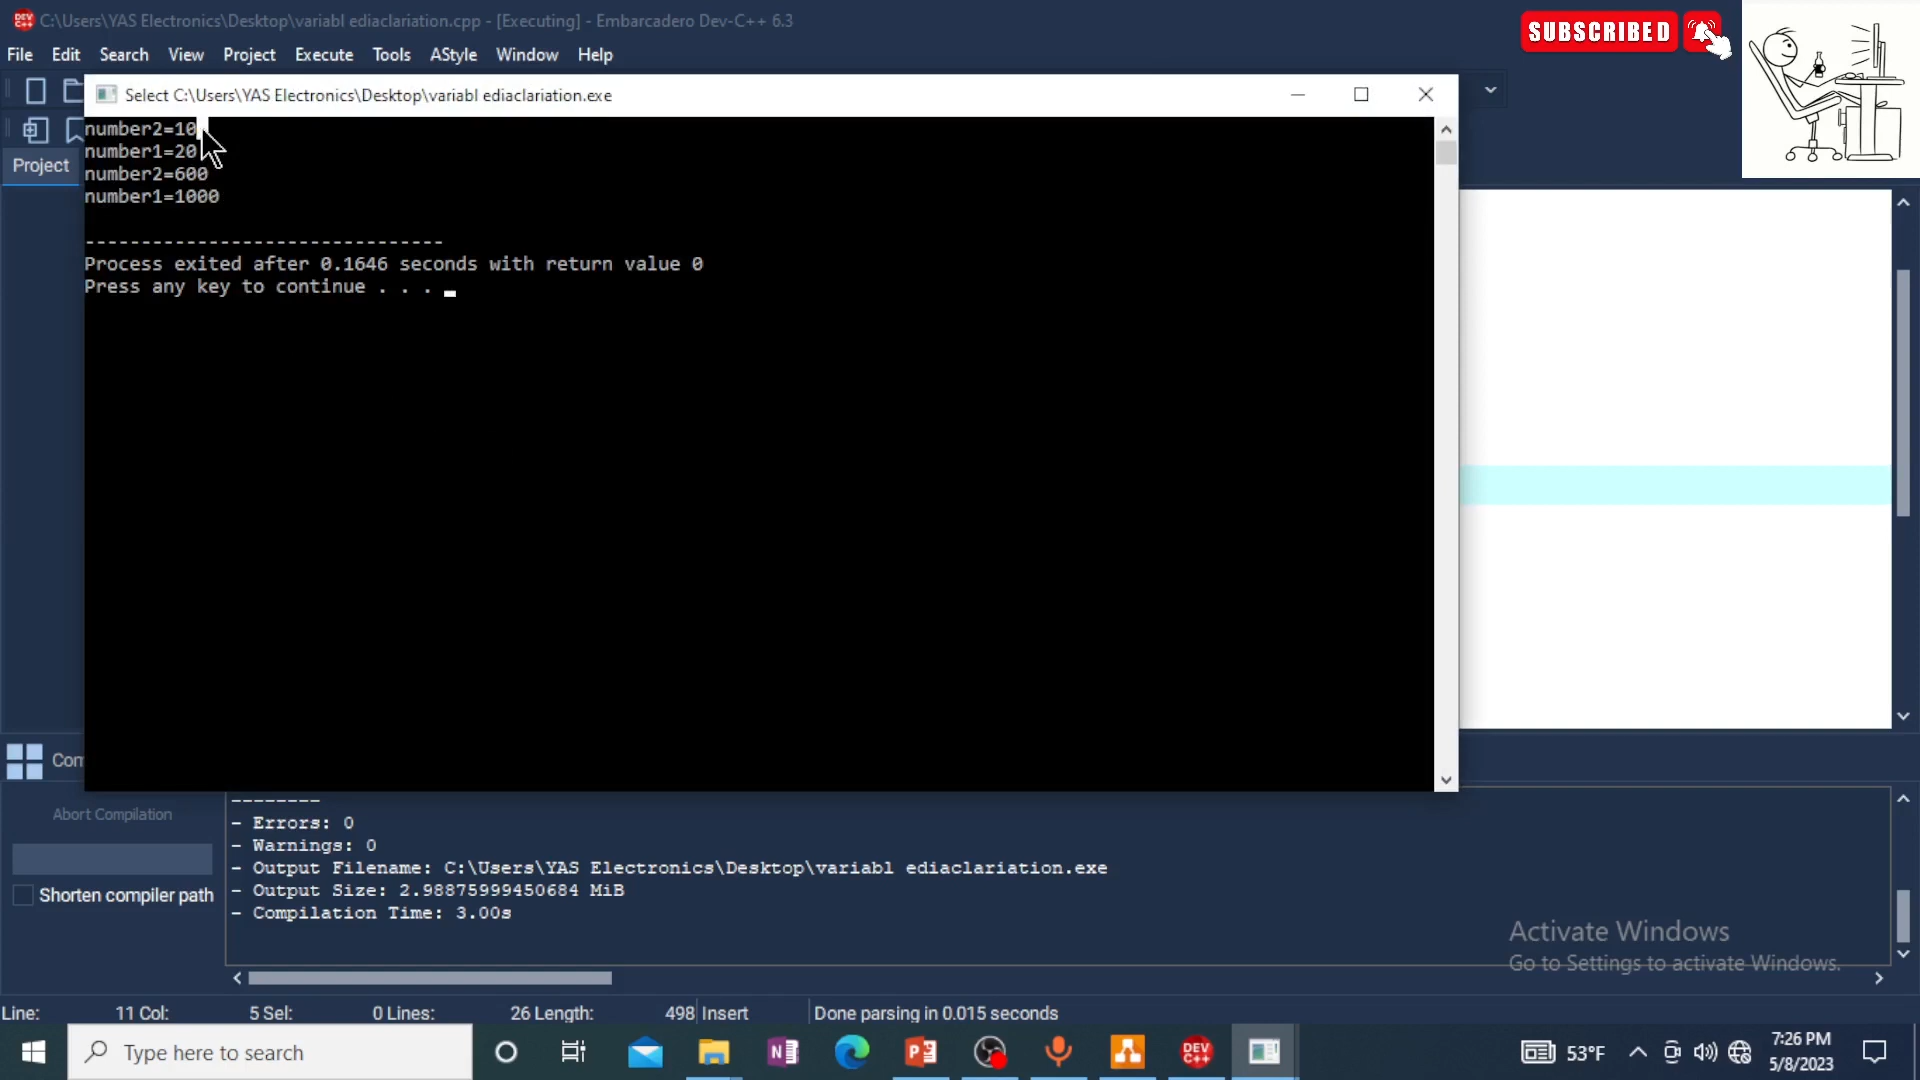 C:\Users\YAS Electronics\Desktop\variabl ediaclariation.cpp - [Executing] - Embarcadero Dev-C++ 6.3
SUBSCRIBED
File Edit Search View Project Execute Tools AStyle Window Help
Select C:\Users\YAS Electronics\Desktop\variabl ediaclariation.exe
Project
number2=10
number1=20
number2=600
number1=1000
--------------------------------
Process exited after 0.1646 seconds with return value 0
Press any key to continue . . .
Com
Abort Compilation
Shorten compiler path
--------
- Errors: 0
- Warnings: 0
- Output Filename: C:\Users\YAS Electronics\Desktop\variabl ediaclariation.exe
- Output Size: 2.98875999450684 MiB
- Compilation Time: 3.00s
Activate Windows
Go to Settings to activate Windows.
Line: 11 Col: 5 Sel: 0 Lines: 26 Length: 498 Insert Done parsing in 0.015 seconds
Type here to search
DEV C++
53°F
7:26 PM
5/8/2023